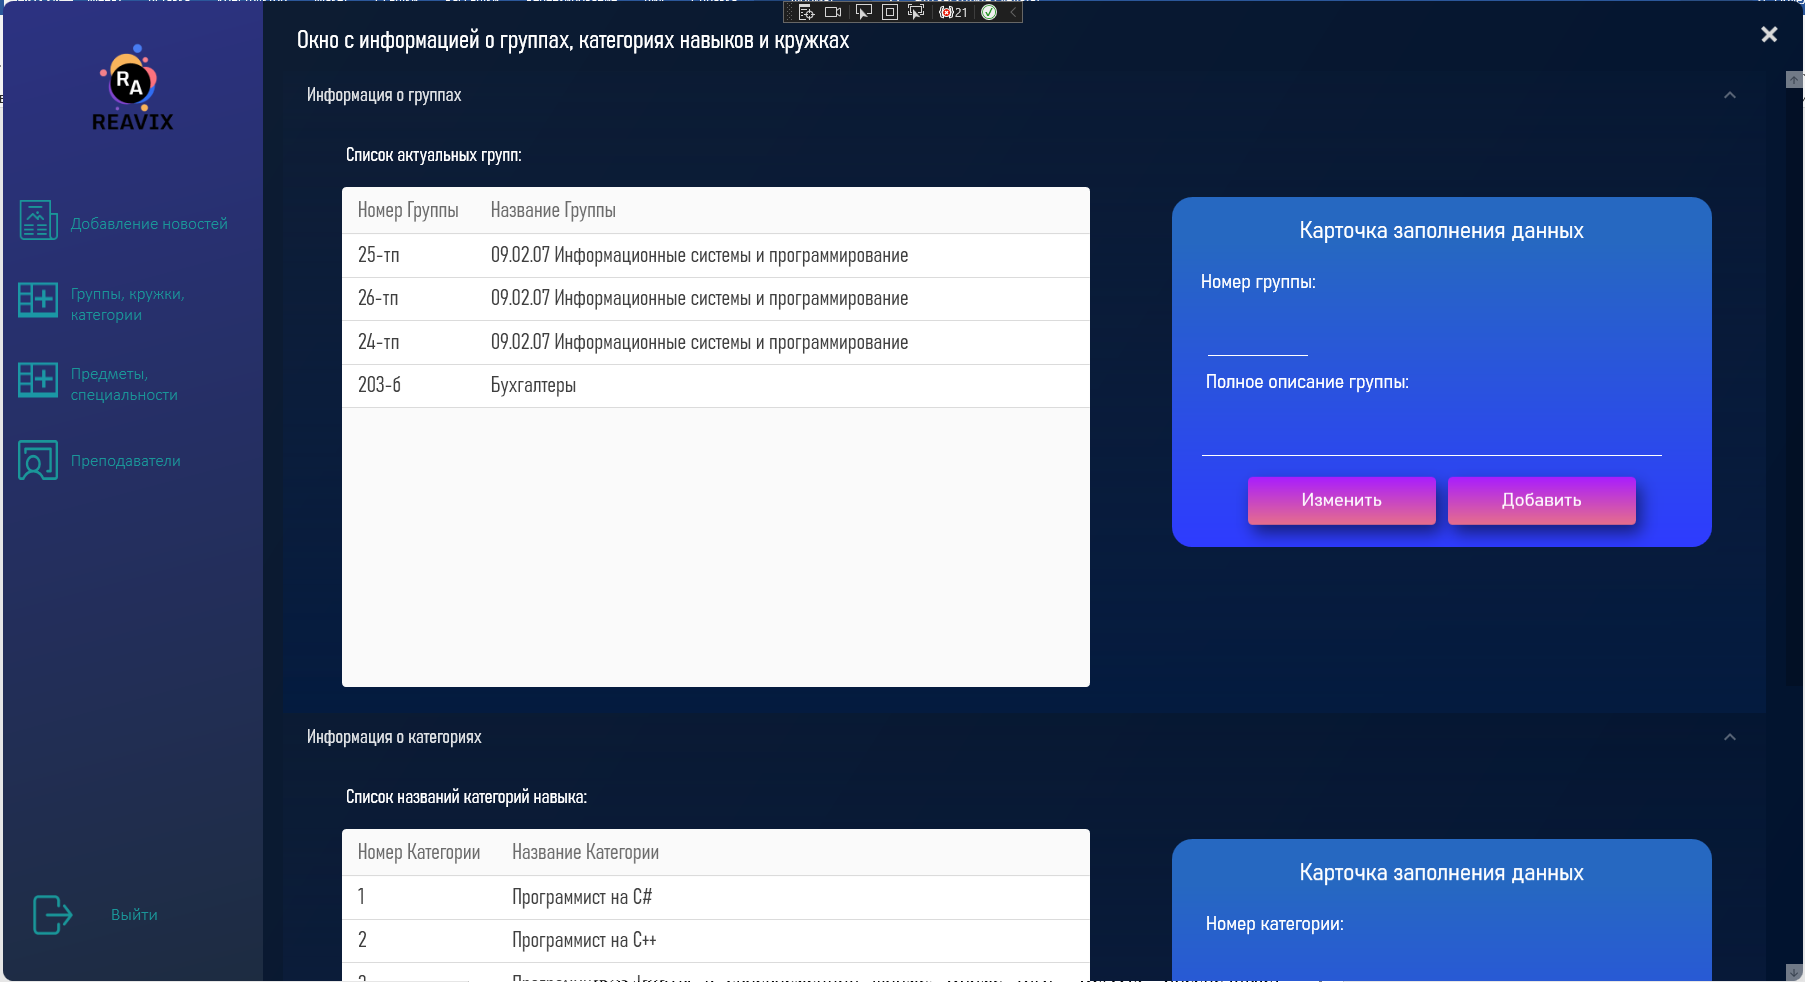 21
Окно с информацией о группах, категориях навыков и кружках
RA
REAVIX
Добавление новостей
Группы, кружки,
категории
Предметы,
специальности
Преподаватели
Выйти
Информация о группах
Список актуальных групп:
Номер Группы Название Группы
25-тп 09.02.07 Информационные системы и программирование
26-тп 09.02.07 Информационные системы и программирование
24-тп 09.02.07 Информационные системы и программирование
203-б Бухгалтеры
Карточка заполнения данных
Номер группы:
Полное описание группы:
Изменить Добавить
Информация о категориях
Список названий категорий навыка:
Номер Категории Название Категории
1 Программист на C#
2 Программист на C++
Карточка заполнения данных
Номер категории: